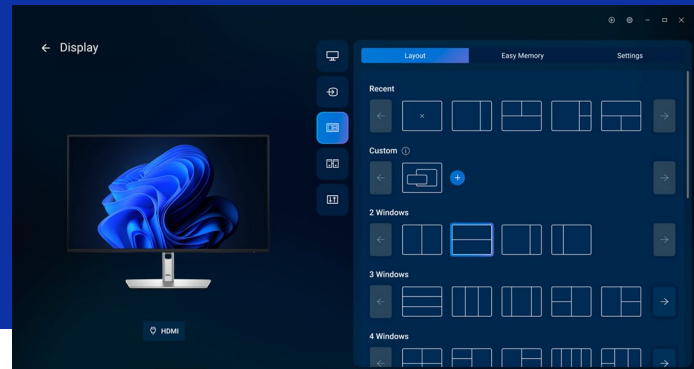 Display
Layout Easy Memory Settings
Recent
Custom
2 Windows
3 Windows
4 Windows
HDMI